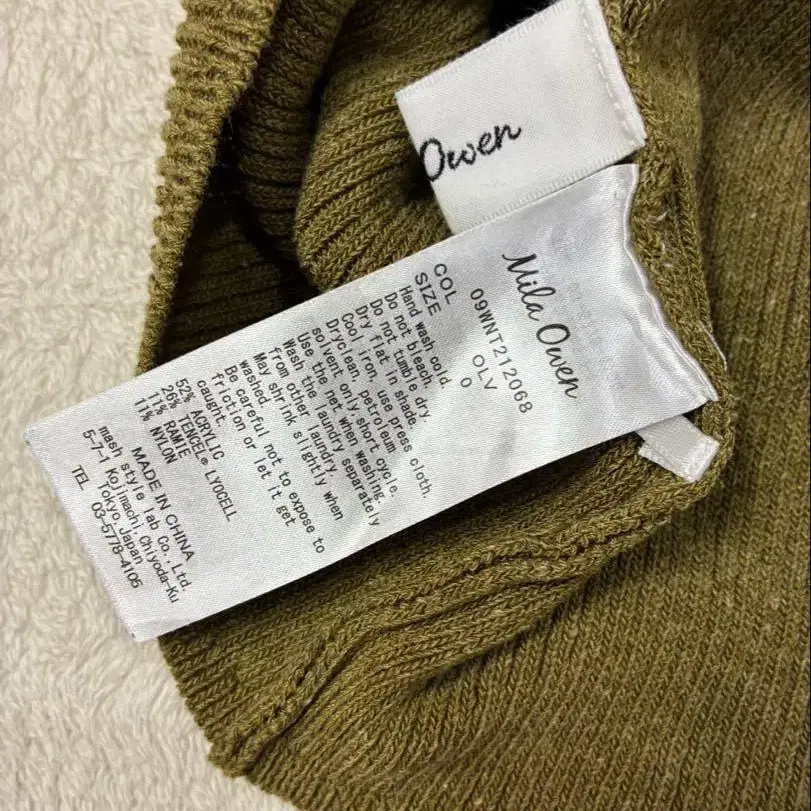 Owen
Mila Owen
09WNT212068
COL OLV
SIZE 0
Hand wash cold
Do not bleach.
Do not tumble dry.
Dry flat in shade.
Cool iron, use press cloth.
Dryclean, petroleum
solvent only,short cycle.
Use the net when washing.
Wash the laundry separately
from other laundry.
May shrink slightly when
washed.
Be careful not to expose to
friction or let it get
caught.
52% ACRYLIC
26% TENCEL® LYOCELL
11% RAMIE
11% NYLON
MADE IN CHINA
mash style lab Co.,Ltd.
5-7-1 Kojimachi Chiyoda-Ku
Tokyo Japan
TEL 03-5778-4105